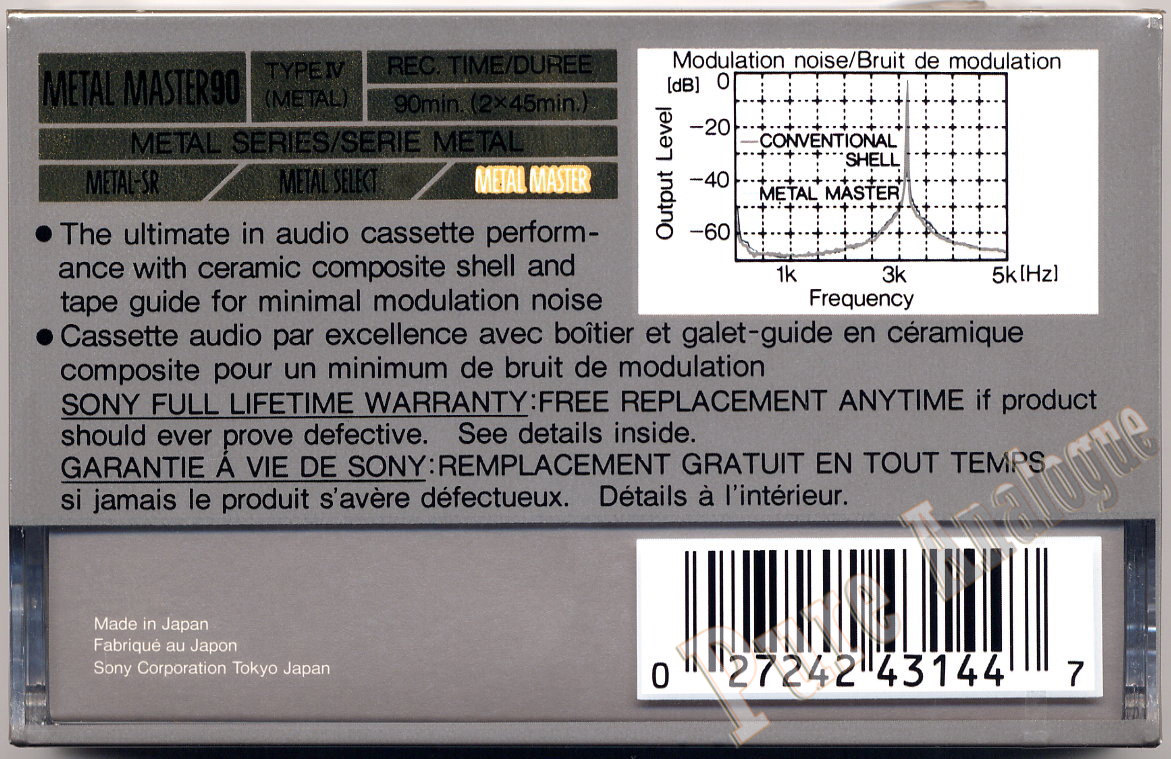 METAL MASTER90
TYPE IV
(METAL)
REC. TIME/DUREE
90min. (2×45min.)
METAL SERIES/SERIE METAL
METAL-SR
METAL SELECT
METAL MASTER
Modulation noise/Bruit de modulation
[dB]
Output Level
0
−20
−40
−60
CONVENTIONAL
SHELL
METAL MASTER
1k
3k
5k[Hz]
Frequency
● The ultimate in audio cassette perform-
ance with ceramic composite shell and
tape guide for minimal modulation noise
● Cassette audio par excellence avec boîtier et galet-guide en céramique
composite pour un minimum de bruit de modulation
SONY FULL LIFETIME WARRANTY:FREE REPLACEMENT ANYTIME if product
should ever prove defective. See details inside.
GARANTIE Á VIE DE SONY:REMPLACEMENT GRATUIT EN TOUT TEMPS
si jamais le produit s'avère défectueux. Détails à l'intérieur.
Made in Japan
Fabriqué au Japon
Sony Corporation Tokyo Japan
0 27242 43144 7
Pure Analogue